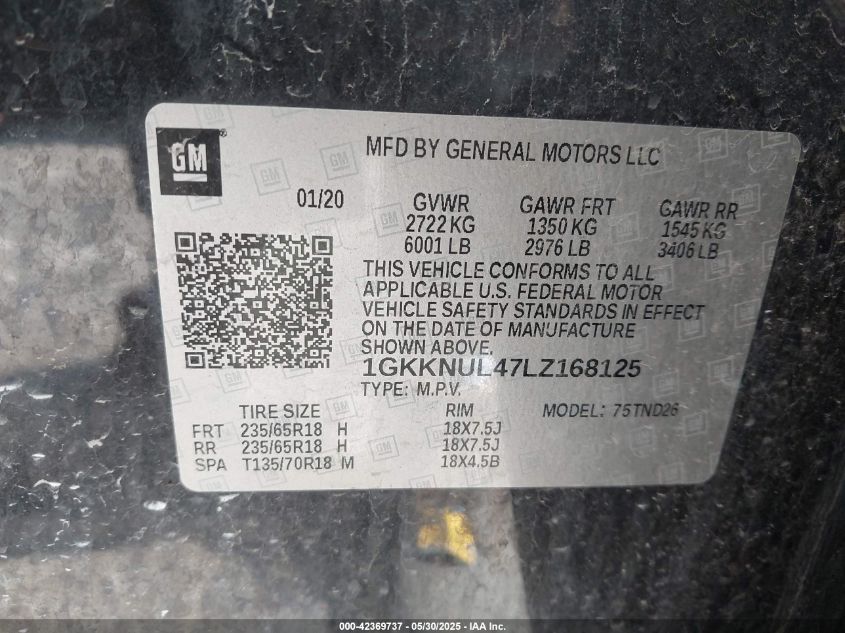 GM
MFD BY GENERAL MOTORS LLC
01/20 GVWR GAWR FRT GAWR RR
2722 KG 1350 KG 1545 KG
6001 LB 2976 LB 3406 LB
THIS VEHICLE CONFORMS TO ALL
APPLICABLE U.S. FEDERAL MOTOR
VEHICLE SAFETY STANDARDS IN EFFECT
ON THE DATE OF MANUFACTURE
SHOWN ABOVE.
1GKKNUL47LZ168125
TYPE: M.P.V.
TIRE SIZE RIM MODEL: 75TND26
FRT 235/65R18 H 18X7.5J
RR 235/65R18 H 18X7.5J
SPA T135/70R18 M 18X4.5B
000-42369737 - 05/30/2025 - IAA Inc.